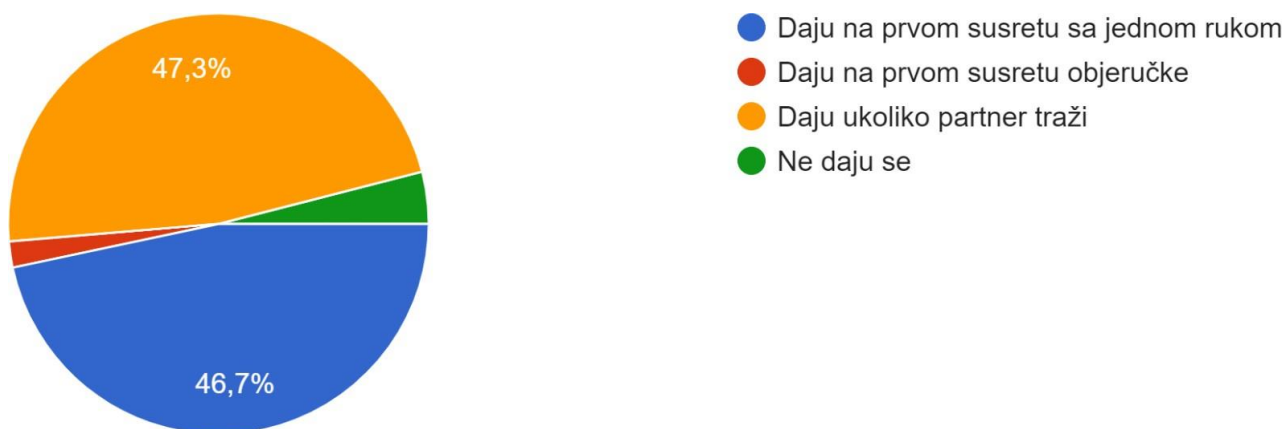 47,3%
46,7%
Daju na prvom susretu sa jednom rukom
Daju na prvom susretu objeručke
Daju ukoliko partner traži
Ne daju se